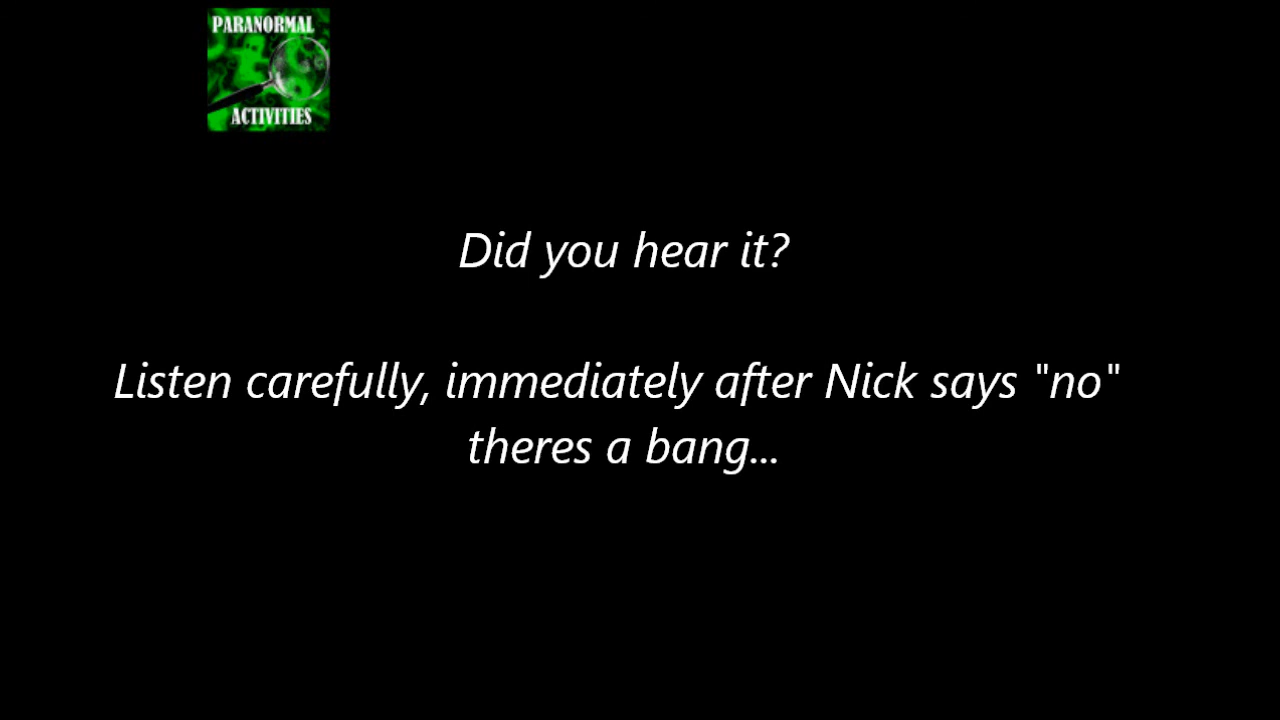 PARANORMAL
ACTIVITIES
Did you hear it?
Listen carefully, immediately after Nick says "no"
theres a bang...